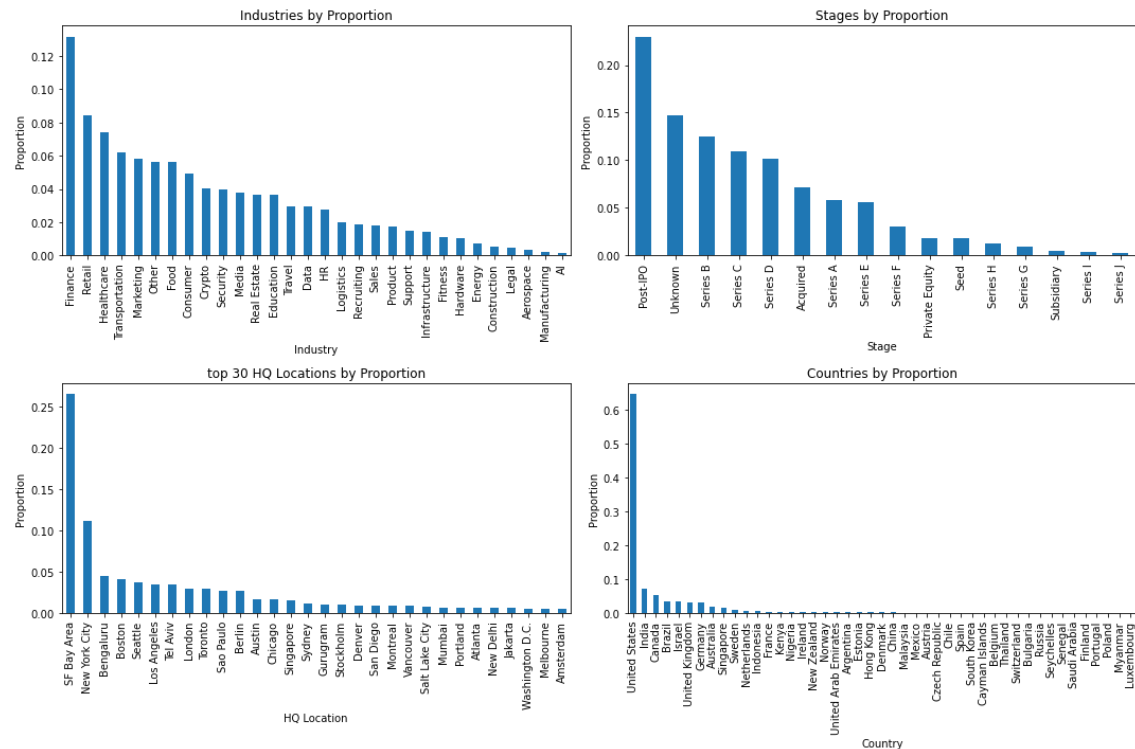 Industries by Proportion
0.12
0.10
0.08
0.06
0.04
0.02
0.00
Proportion
Finance
Retail
Healthcare
Transportation
Marketing
Other
Food
Consumer
Crypto
Security
Media
Real Estate
Education
Travel
Data
HR
Logistics
Recruiting
Sales
Product
Support
Infrastructure
Fitness
Hardware
Energy
Construction
Legal
Aerospace
Manufacturing
AI
Industry
Stages by Proportion
0.20
0.15
0.10
0.05
0.00
Proportion
Post-IPO
Unknown
Series B
Series C
Series D
Acquired
Series A
Series E
Series F
Private Equity
Seed
Series H
Series G
Subsidiary
Series I
Series J
Stage
top 30 HQ Locations by Proportion
0.25
0.20
0.15
0.10
0.05
0.00
Proportion
SF Bay Area
New York City
Bengaluru
Boston
Seattle
Los Angeles
Tel Aviv
London
Toronto
Sao Paulo
Berlin
Austin
Chicago
Singapore
Sydney
Gurugram
Stockholm
Denver
San Diego
Montreal
Vancouver
Salt Lake City
Mumbai
Portland
Atlanta
New Delhi
Jakarta
Washington D.C.
Melbourne
Amsterdam
HQ Location
Countries by Proportion
0.6
0.5
0.4
0.3
0.2
0.1
0.0
Proportion
United States
India
Canada
Brazil
Israel
United Kingdom
Germany
Australia
Singapore
Sweden
Netherlands
Indonesia
France
Kenya
Nigeria
Ireland
New Zealand
Norway
United Arab Emirates
Argentina
Estonia
Hong Kong
Denmark
China
Malaysia
Mexico
Austria
Czech Republic
Chile
Spain
South Korea
Cayman Islands
Belgium
Thailand
Switzerland
Bulgaria
Russia
Seychelles
Senegal
Saudi Arabia
Finland
Portugal
Poland
Myanmar
Luxembourg
Country